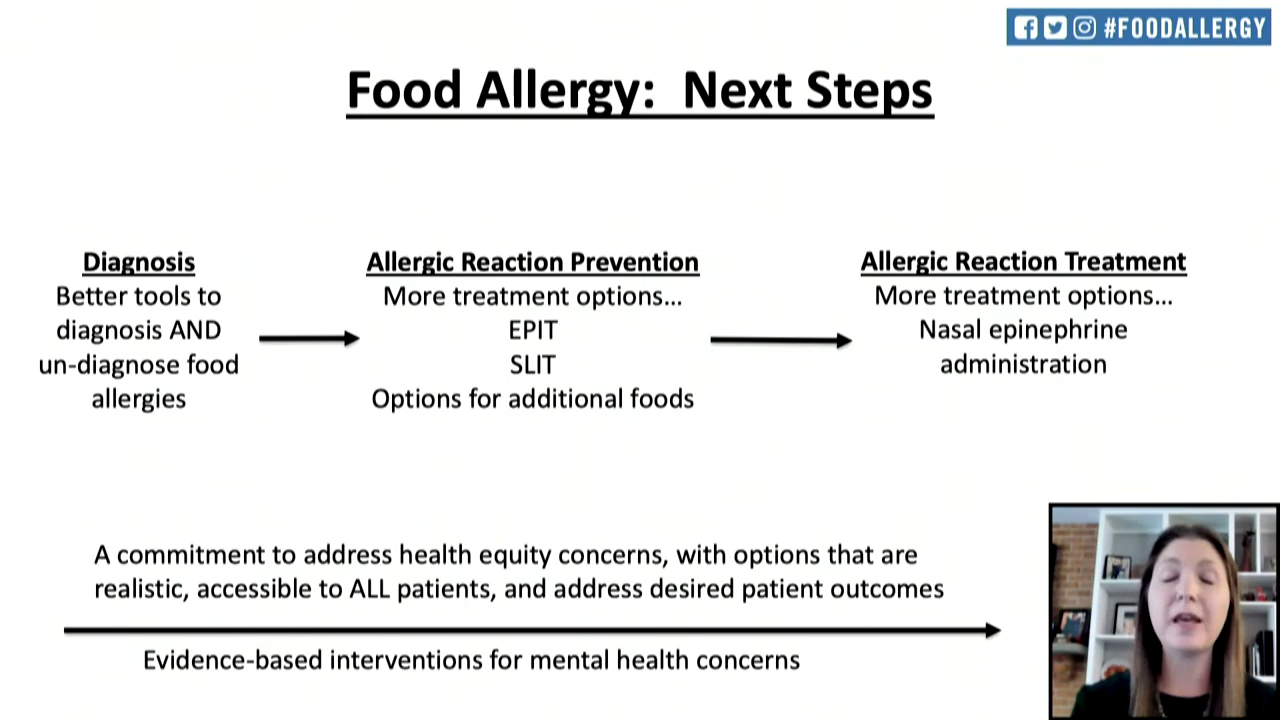 #FOODALLERGY
Food Allergy: Next Steps
Diagnosis
Better tools to
diagnosis AND
un-diagnose food
allergies
Allergic Reaction Prevention
More treatment options...
EPIT
SLIT
Options for additional foods
Allergic Reaction Treatment
More treatment options...
Nasal epinephrine
administration
A commitment to address health equity concerns, with options that are
realistic, accessible to ALL patients, and address desired patient outcomes
Evidence-based interventions for mental health concerns